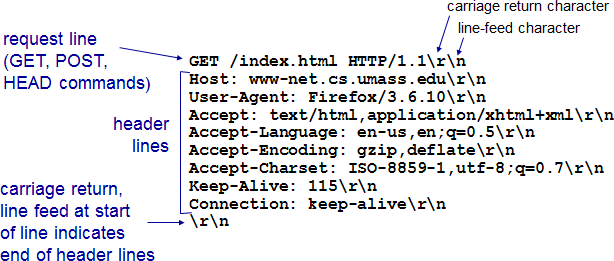 carriage return character
line-feed character
request line
(GET, POST,
HEAD commands)
GET /index.html HTTP/1.1\r\n
Host: www-net.cs.umass.edu\r\n
User-Agent: Firefox/3.6.10\r\n
Accept: text/html,application/xhtml+xml\r\n
Accept-Language: en-us,en;q=0.5\r\n
Accept-Encoding: gzip,deflate\r\n
Accept-Charset: ISO-8859-1,utf-8;q=0.7\r\n
Keep-Alive: 115\r\n
Connection: keep-alive\r\n
\r\n
header
lines
carriage return,
line feed at start
of line indicates
end of header lines